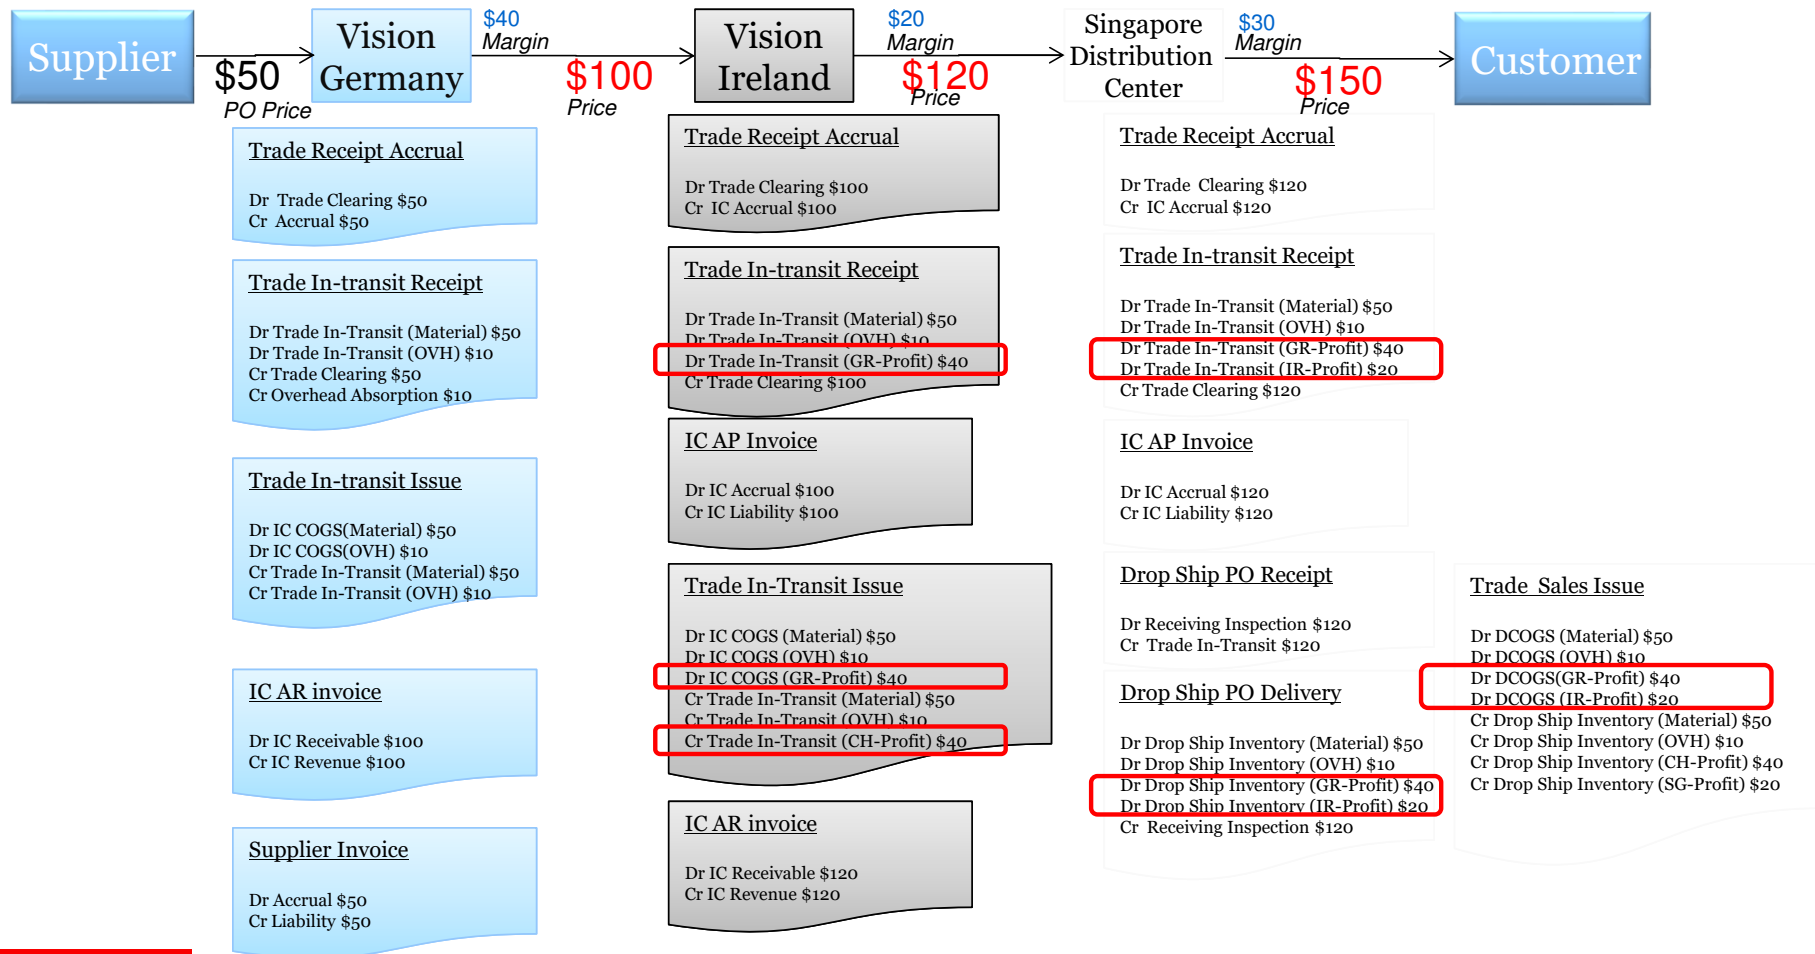 Supplier
$50
PO Price
Vision
Germany
$40
Margin
$100
Price
Vision
Ireland
$20
Margin
$120
Price
Singapore
Distribution
Center
$30
Margin
$150
Price
Customer
Trade Receipt Accrual
Dr Trade Clearing $50
Cr Accrual $50
Trade In-transit Receipt
Dr Trade In-Transit (Material) $50
Dr Trade In-Transit (OVH) $10
Cr Trade Clearing $50
Cr Overhead Absorption $10
Trade In-transit Issue
Dr IC COGS(Material) $50
Dr IC COGS(OVH) $10
Cr Trade In-Transit (Material) $50
Cr Trade In-Transit (OVH) $10
IC AR invoice
Dr IC Receivable $100
Cr IC Revenue $100
Supplier Invoice
Dr Accrual $50
Cr Liability $50
Trade Receipt Accrual
Dr Trade Clearing $100
Cr IC Accrual $100
Trade In-transit Receipt
Dr Trade In-Transit (Material) $50
Dr Trade In-Transit (OVH) $10
Dr Trade In-Transit (GR-Profit) $40
Cr Trade Clearing $100
IC AP Invoice
Dr IC Accrual $100
Cr IC Liability $100
Trade In-Transit Issue
Dr IC COGS (Material) $50
Dr IC COGS (OVH) $10
Dr IC COGS (GR-Profit) $40
Cr Trade In-Transit (Material) $50
Cr Trade In-Transit (OVH) $10
Cr Trade In-Transit (CH-Profit) $40
IC AR invoice
Dr IC Receivable $120
Cr IC Revenue $120
Trade Receipt Accrual
Dr Trade Clearing $120
Cr IC Accrual $120
Trade In-transit Receipt
Dr Trade In-Transit (Material) $50
Dr Trade In-Transit (OVH) $10
Dr Trade In-Transit (GR-Profit) $40
Dr Trade In-Transit (IR-Profit) $20
Cr Trade Clearing $120
IC AP Invoice
Dr IC Accrual $120
Cr IC Liability $120
Drop Ship PO Receipt
Dr Receiving Inspection $120
Cr Trade In-Transit $120
Drop Ship PO Delivery
Dr Drop Ship Inventory (Material) $50
Dr Drop Ship Inventory (OVH) $10
Dr Drop Ship Inventory (GR-Profit) $40
Dr Drop Ship Inventory (IR-Profit) $20
Cr Receiving Inspection $120
Trade Sales Issue
Dr DCOGS (Material) $50
Dr DCOGS (OVH) $10
Dr DCOGS(GR-Profit) $40
Dr DCOGS (IR-Profit) $20
Cr Drop Ship Inventory (Material) $50
Cr Drop Ship Inventory (OVH) $10
Cr Drop Ship Inventory (CH-Profit) $40
Cr Drop Ship Inventory (SG-Profit) $20